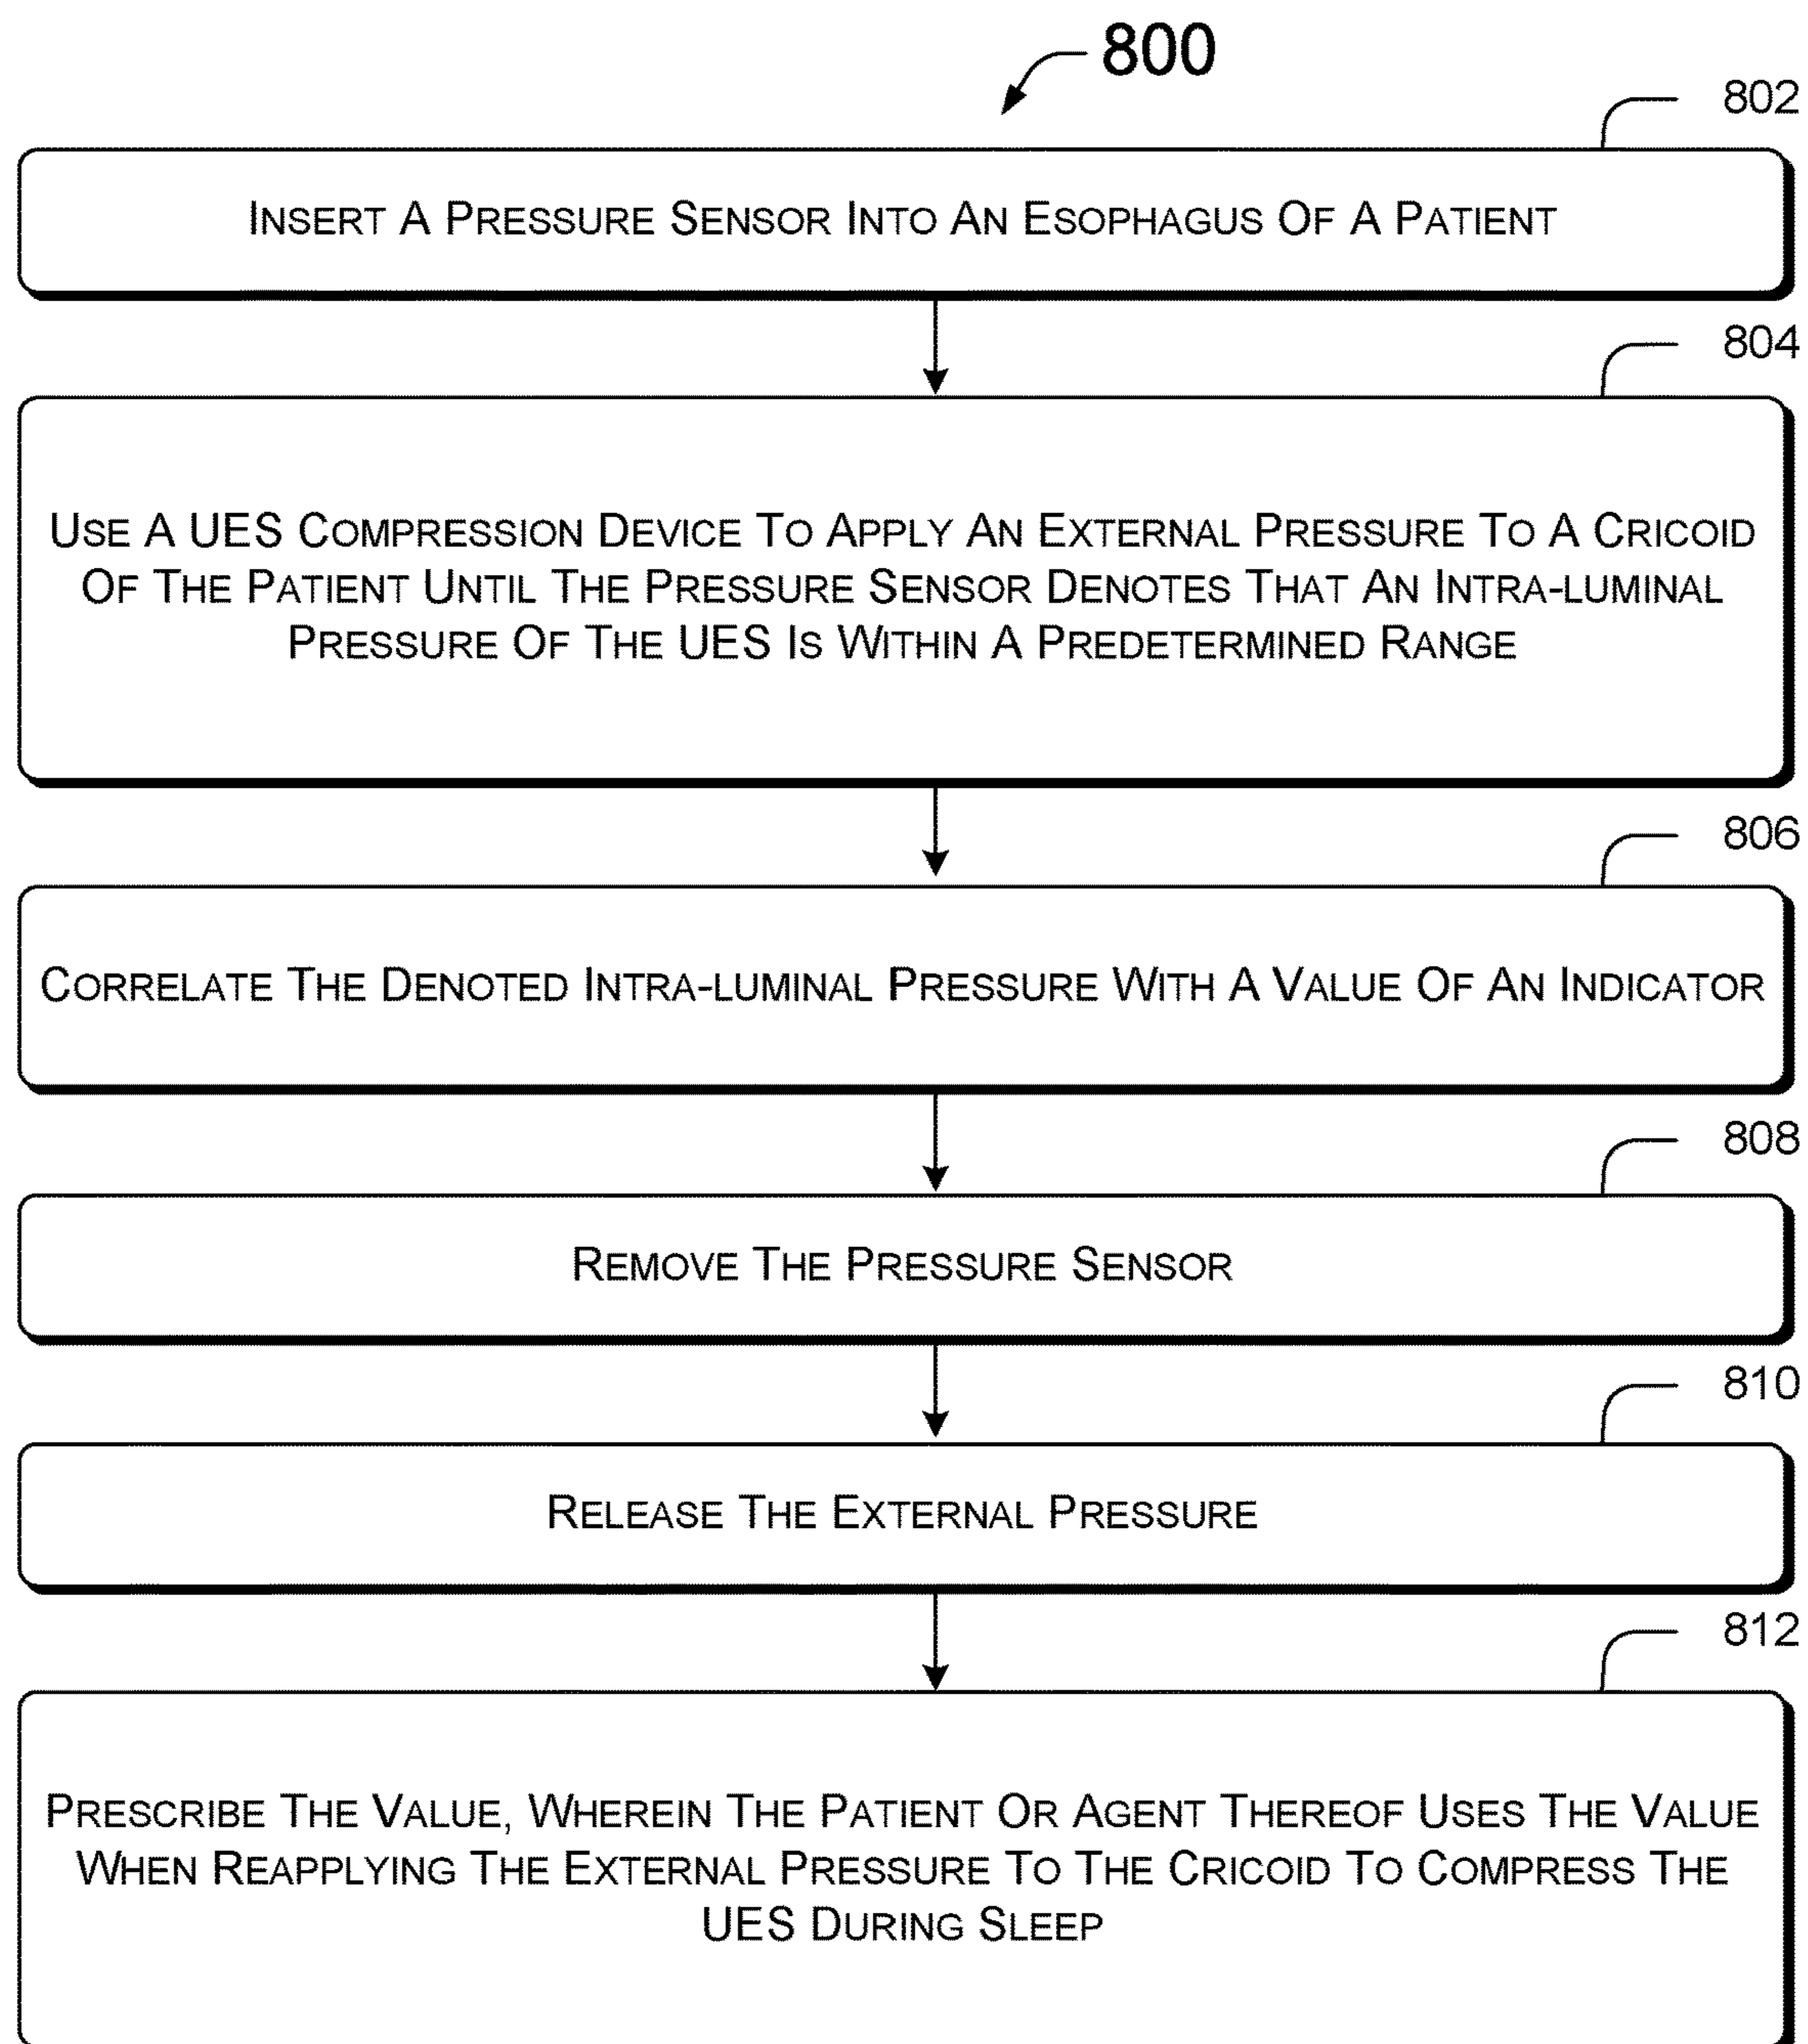 800
802
INSERT A PRESSURE SENSOR INTO AN ESOPHAGUS OF A PATIENT
804
USE A UES COMPRESSION DEVICE TO APPLY AN EXTERNAL PRESSURE TO A CRICOID
OF THE PATIENT UNTIL THE PRESSURE SENSOR DENOTES THAT AN INTRA-LUMINAL
PRESSURE OF THE UES IS WITHIN A PREDETERMINED RANGE
806
CORRELATE THE DENOTED INTRA-LUMINAL PRESSURE WITH A VALUE OF AN INDICATOR
808
REMOVE THE PRESSURE SENSOR
810
RELEASE THE EXTERNAL PRESSURE
812
PRESCRIBE THE VALUE, WHEREIN THE PATIENT OR AGENT THEREOF USES THE VALUE
WHEN REAPPLYING THE EXTERNAL PRESSURE TO THE CRICOID TO COMPRESS THE
UES DURING SLEEP